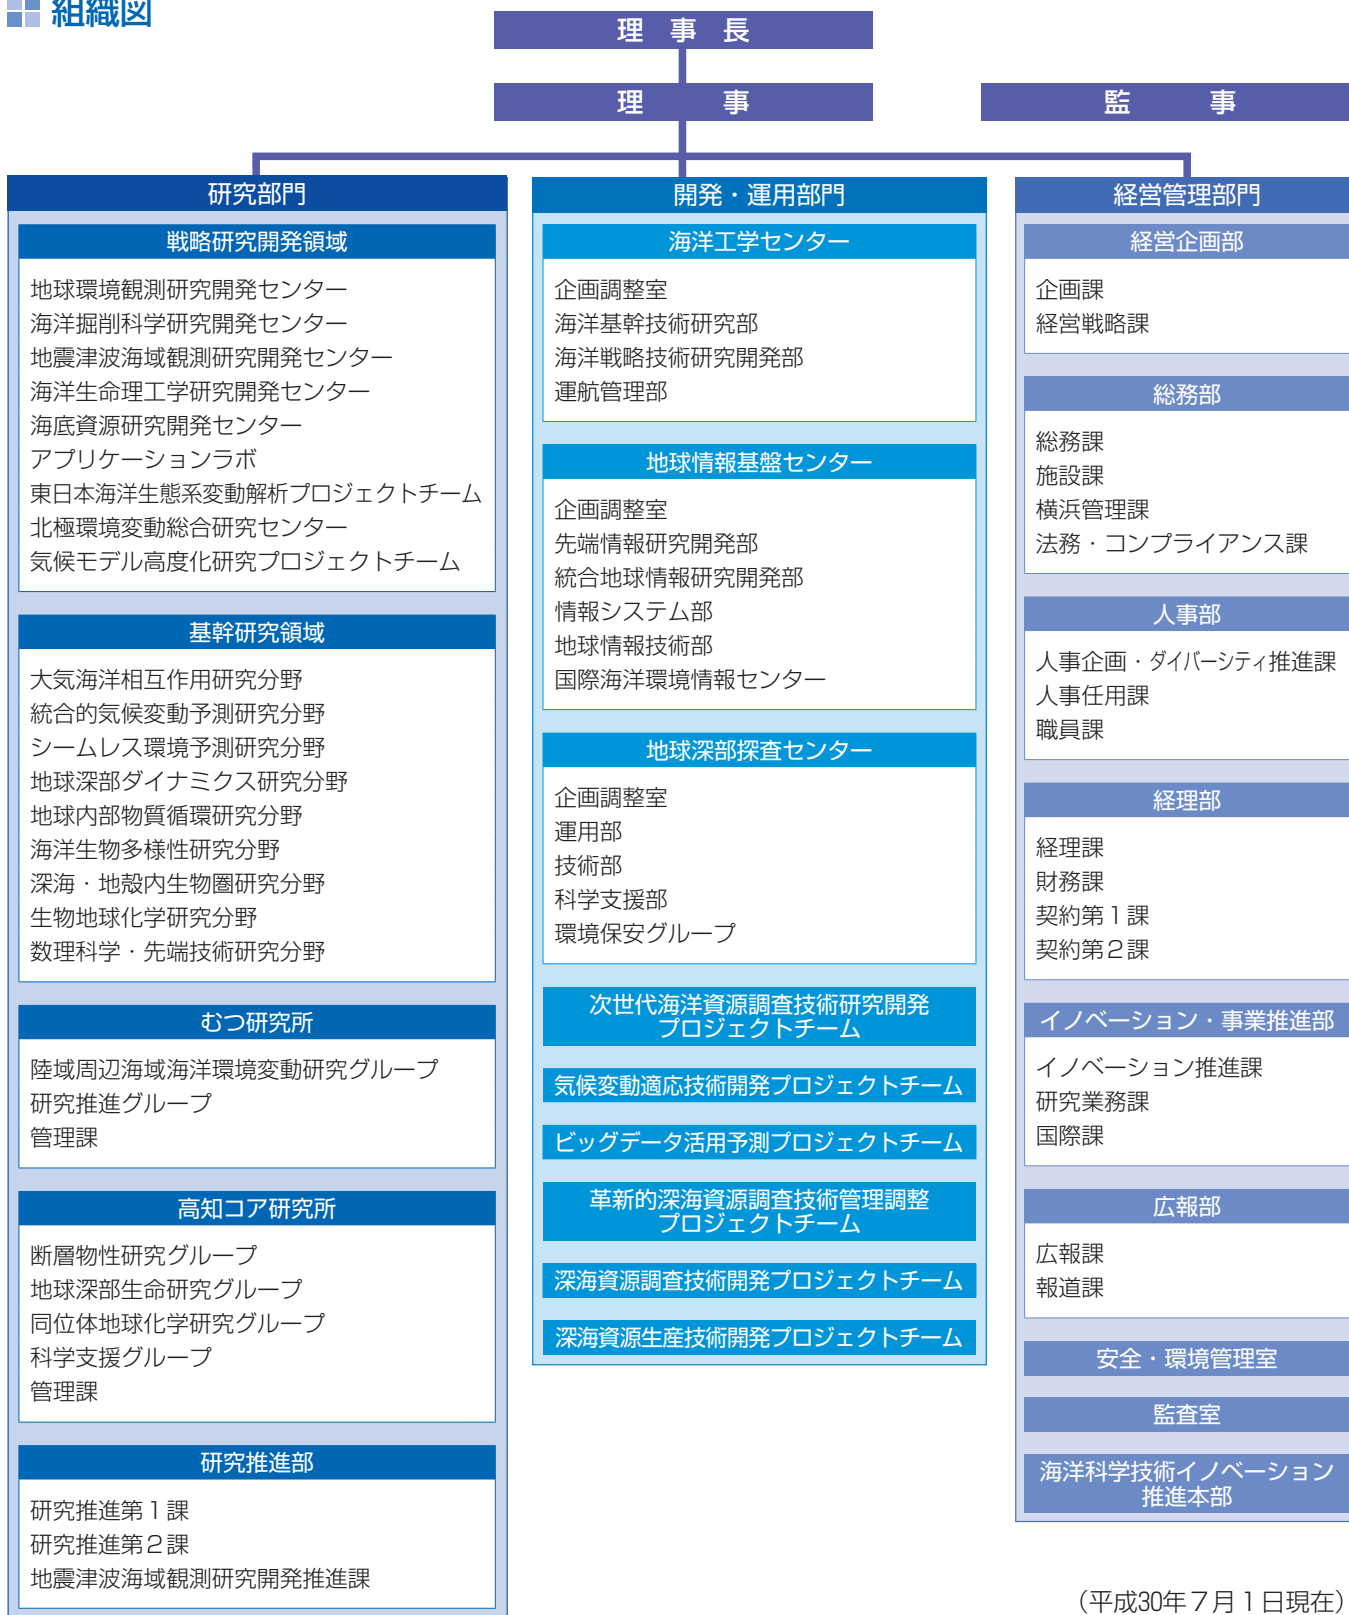 組織図
理事長
理事
監事
研究部門
戦略研究開発領域
地球環境観測研究開発センター
海洋掘削科学研究開発センター
地震津波海域観測研究開発センター
海洋生命理工学研究開発センター
海底資源研究開発センター
アプリケーションラボ
東日本海洋生態系変動解析プロジェクトチーム
北極環境変動総合研究センター
気候モデル高度化研究プロジェクトチーム
基幹研究領域
大気海洋相互作用研究分野
統合的気候変動予測研究分野
シームレス環境予測研究分野
地球深部ダイナミクス研究分野
地球内部物質循環研究分野
海洋生物多様性研究分野
深海・地殻内生物圏研究分野
生物地球化学研究分野
数理科学・先端技術研究分野
むつ研究所
陸域周辺海域海洋環境変動研究グループ
研究推進グループ
管理課
高知コア研究所
断層物性研究グループ
地球深部生命研究グループ
同位体地球化学研究グループ
科学支援グループ
管理課
研究推進部
研究推進第1課
研究推進第2課
地震津波海域観測研究開発推進課
開発・運用部門
海洋工学センター
企画調整室
海洋基幹技術研究部
海洋戦略技術研究開発部
運航管理部
地球情報基盤センター
企画調整室
先端情報研究開発部
統合地球情報研究開発部
情報システム部
地球情報技術部
国際海洋環境情報センター
地球深部探査センター
企画調整室
運用部
技術部
科学支援部
環境保安グループ
次世代海洋資源調査技術研究開発
プロジェクトチーム
気候変動適応技術開発プロジェクトチーム
ビッグデータ活用予測プロジェクトチーム
革新的深海資源調査技術管理調整
プロジェクトチーム
深海資源調査技術開発プロジェクトチーム
深海資源生産技術開発プロジェクトチーム
経営管理部門
経営企画部
企画課
経営戦略課
総務部
総務課
施設課
横浜管理課
法務・コンプライアンス課
人事部
人事企画・ダイバーシティ推進課
人事任用課
職員課
経理部
経理課
財務課
契約第1課
契約第2課
イノベーション・事業推進部
イノベーション推進課
研究業務課
国際課
広報部
広報課
報道課
安全・環境管理室
監査室
海洋科学技術イノベーション
推進本部
（平成30年7月1日現在）